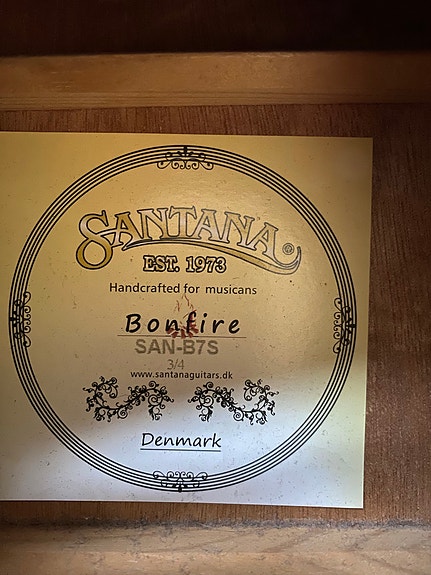 SANTANA®
EST. 1973
Handcrafted for musicans
Bonfire
SAN-B7S
3/4
www.santanaguitars.dk
Denmark